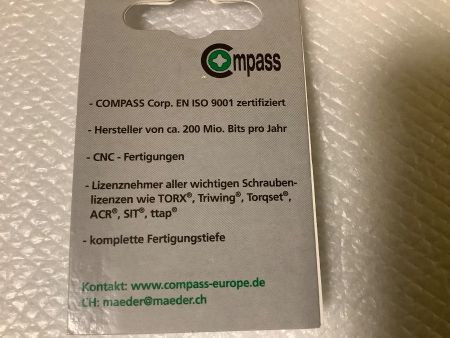 Compass
- COMPASS Corp. EN ISO 9001 zertifiziert
- Hersteller von ca. 200 Mio. Bits pro Jahr
- CNC - Fertigungen
- Lizenznehmer aller wichtigen Schrauben-
lizenzen wie TORX®, Triwing®, Torqset®,
ACR®, SIT®, ttap®
- komplette Fertigungstiefe
Kontakt: www.compass-europe.de
CH: maeder@maeder.ch